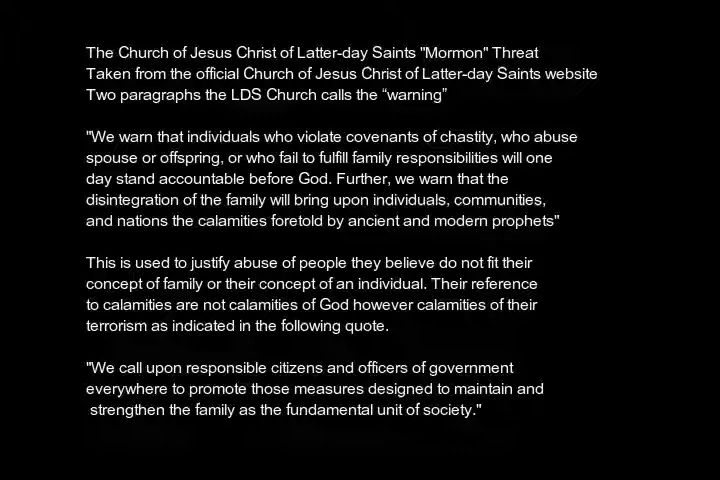 The Church of Jesus Christ of Latter-day Saints "Mormon" Threat
Taken from the official Church of Jesus Christ of Latter-day Saints website
Two paragraphs the LDS Church calls the “warning”
"We warn that individuals who violate covenants of chastity, who abuse
spouse or offspring, or who fail to fulfill family responsibilities will one
day stand accountable before God. Further, we warn that the
disintegration of the family will bring upon individuals, communities,
and nations the calamities foretold by ancient and modern prophets"
This is used to justify abuse of people they believe do not fit their
concept of family or their concept of an individual. Their reference
to calamities are not calamities of God however calamities of their
terrorism as indicated in the following quote.
"We call upon responsible citizens and officers of government
everywhere to promote those measures designed to maintain and
strengthen the family as the fundamental unit of society."